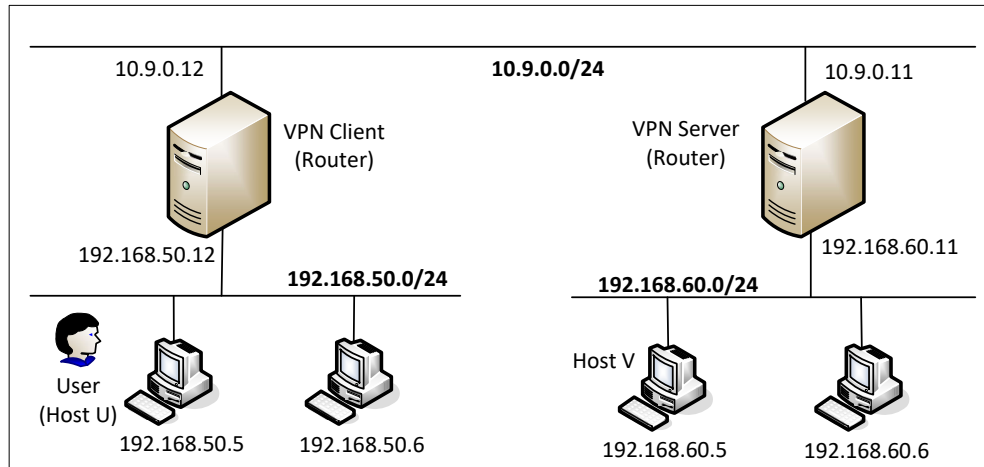 10.9.0.12
10.9.0.0/24
10.9.0.11
VPN Client
(Router)
VPN Server
(Router)
192.168.50.12
192.168.60.11
192.168.50.0/24
192.168.60.0/24
User
(Host U)
Host V
192.168.50.5
192.168.50.6
192.168.60.5
192.168.60.6